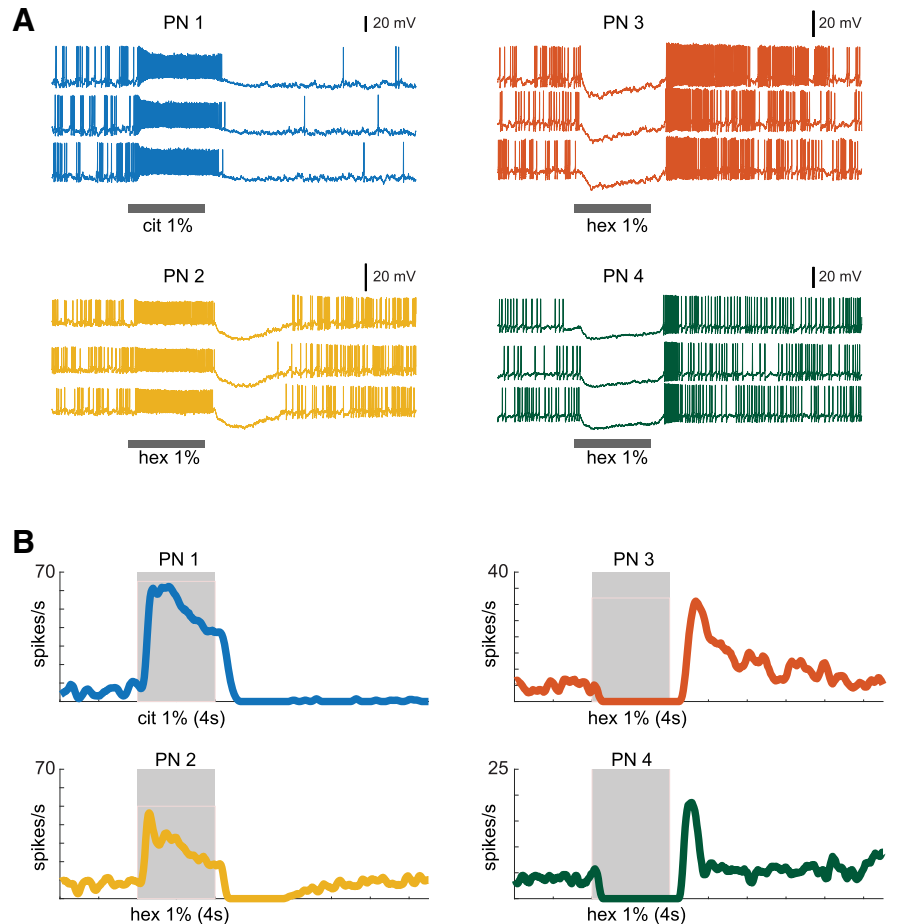 A
PN 1
20 mV
cit 1%
PN 3
20 mV
hex 1%
PN 2
20 mV
hex 1%
PN 4
20 mV
hex 1%
B
PN 1
70
spikes/s
cit 1% (4s)
PN 3
40
spikes/s
hex 1% (4s)
PN 2
70
spikes/s
hex 1% (4s)
PN 4
25
spikes/s
hex 1% (4s)